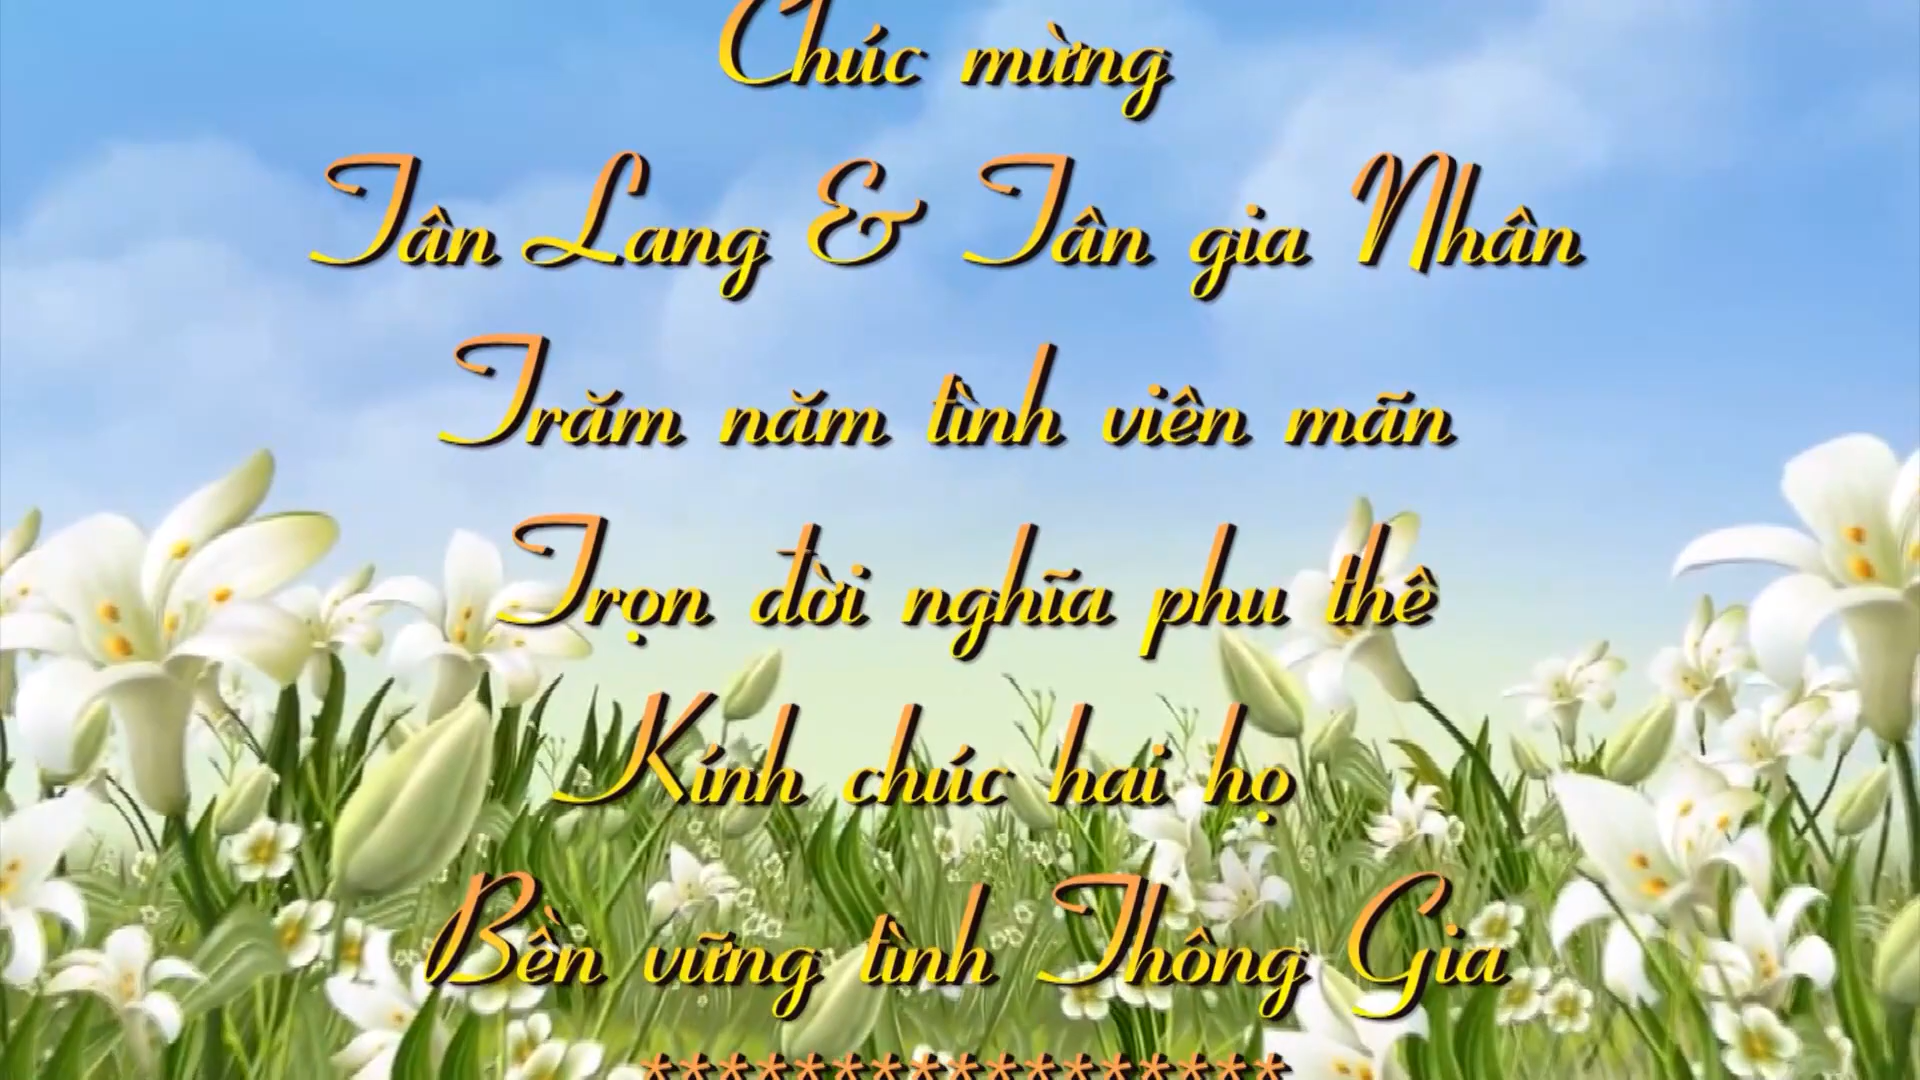 Chúc mừng
Tân Lang & Tân gia Nhân
Trăm năm tình viên mãn
Trọn đời nghĩa phu thê
Kính chúc hai họ
Bền vững tình Thông Gia
*****************